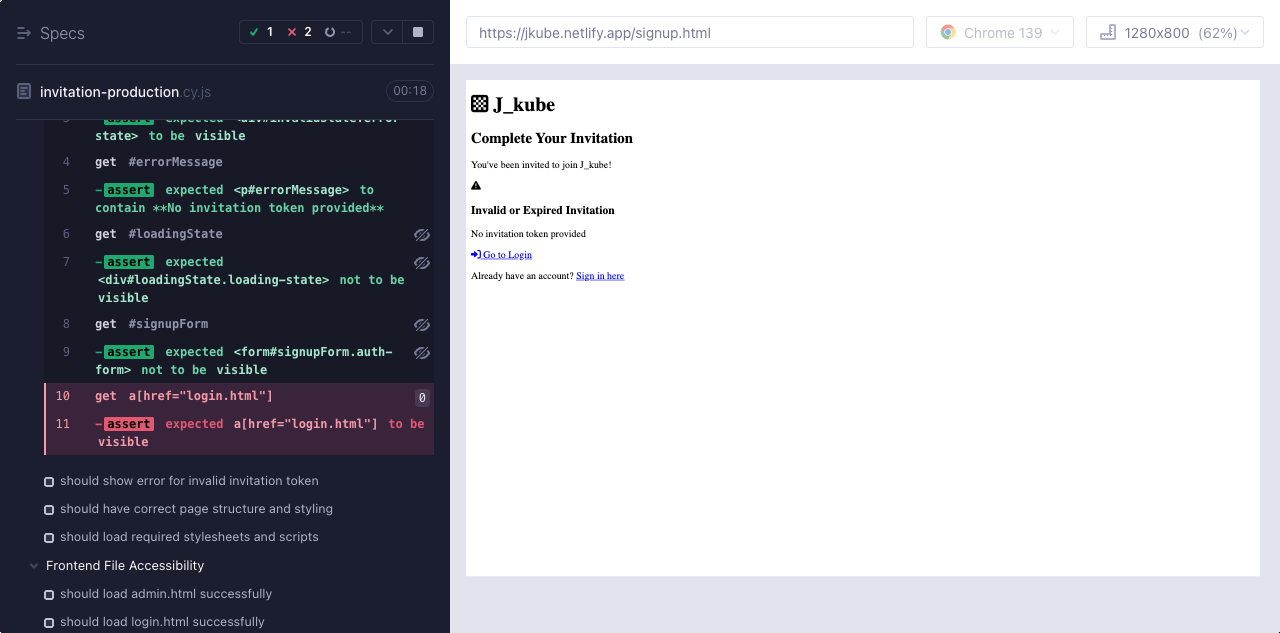 Specs
1
2
--
invitation-production.cy.js
00:18
3 -assert expected <div#invalidState.error-
state> to be visible
4 get #errorMessage
5 -assert expected <p#errorMessage> to
contain **No invitation token provided**
6 get #loadingState
7 -assert expected
<div#loadingState.loading-state> not to be
visible
8 get #signupForm
9 -assert expected <form#signupForm.auth-
form> not to be visible
10 get a[href="login.html"] 0
11 -assert expected a[href="login.html"] to be
visible
should show error for invalid invitation token
should have correct page structure and styling
should load required stylesheets and scripts
Frontend File Accessibility
should load admin.html successfully
should load login.html successfully
https://jkube.netlify.app/signup.html
Chrome 139
1280x800 (62%)
J_kube
Complete Your Invitation
You've been invited to join J_kube!
Invalid or Expired Invitation
No invitation token provided
Go to Login
Already have an account? Sign in here